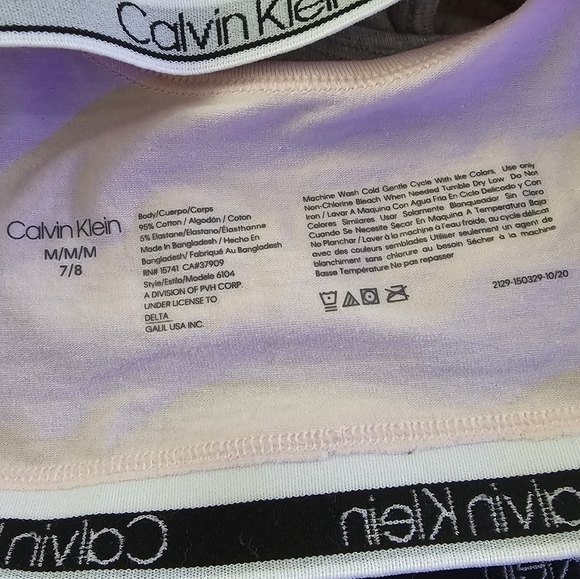 Calvin Klein
Calvin Klein
M/M/M
7/8
Body/Cuerpo/Corps
95% Cotton / Algodón / Coton
5% Elastane/Elastano/Élasthanne
Made in Bangladesh / Hecho En
Bangladesh/ Fabriqué Au Bangladesh
RN# 15741 CA#37909
Style/Estilo/Modele 6104
A DIVISION OF PVH CORP.
UNDER LICENSE TO
DELTA
GALIL USA INC.
Machine Wash Cold Gentle Cycle With like Colors. Use only
Non-Chlorine Bleach When Needed Tumble Dry Low Do Not
Iron / Lavar A Maquina Con Agua Fria En Ciclo Delicado y Con
Colores Similares Usar Solamente Blanqueador Sin Cloro
Cuando Se Necesite Secar En Maquina A Temperatura Baja
No Planchar / Laver à la machine à l'eau froide, au cycle délicat
avec des couleurs semblables Utiliser seulement un agent de
blanchiment sans chlorure au besoin Sécher à la machine
Basse Température Ne pas repasser
2129-150329-10/20
Calvin Klein
Calvin Klein